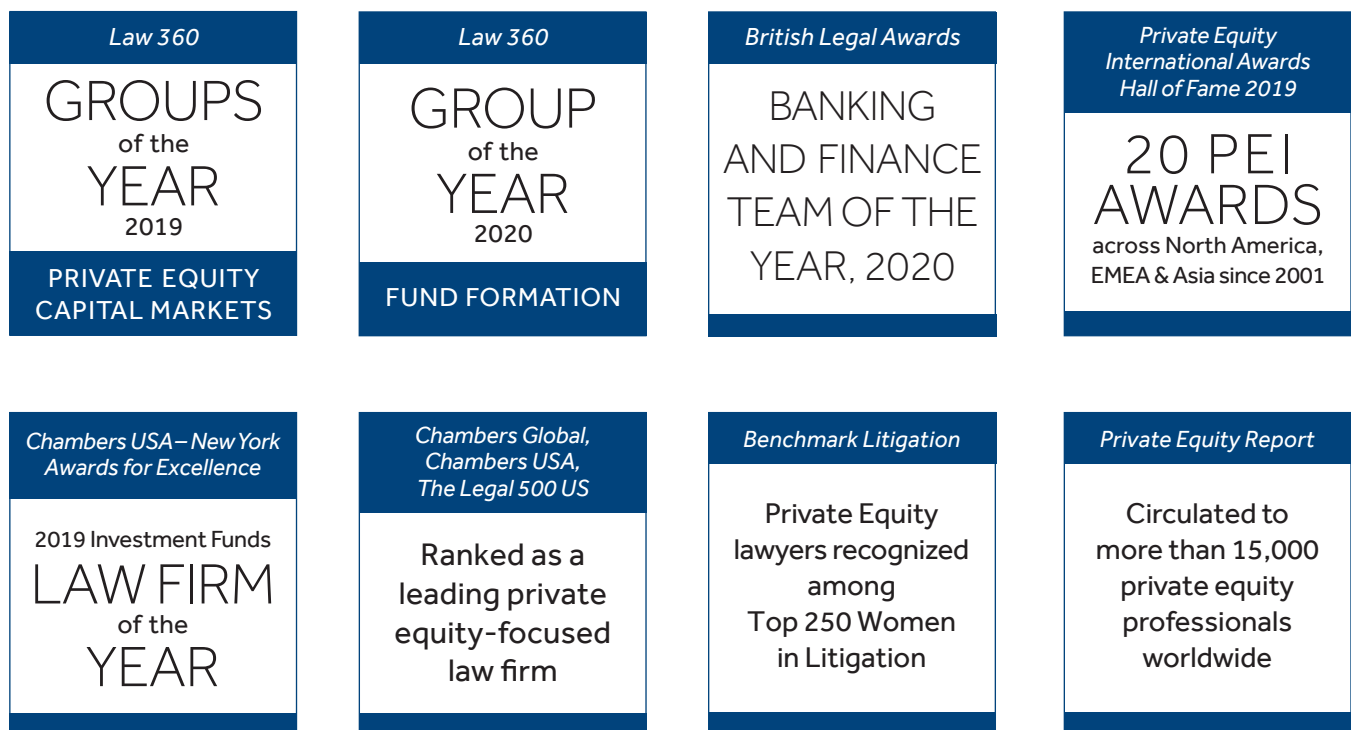 Law 360
GROUPS
of the
YEAR
2019
PRIVATE EQUITY
CAPITAL MARKETS
Law 360
GROUP
of the
YEAR
2020
FUND FORMATION
British Legal Awards
BANKING
AND FINANCE
TEAM OF THE
YEAR, 2020
Private Equity
International Awards
Hall of Fame 2019
20 PEI
AWARDS
across North America,
EMEA & Asia since 2001
Chambers USA – New York
Awards for Excellence
2019 Investment Funds
LAW FIRM
of the
YEAR
Chambers Global,
Chambers USA,
The Legal 500 US
Ranked as a
leading private
equity-focused
law firm
Benchmark Litigation
Private Equity
lawyers recognized
among
Top 250 Women
in Litigation
Private Equity Report
Circulated to
more than 15,000
private equity
professionals
worldwide